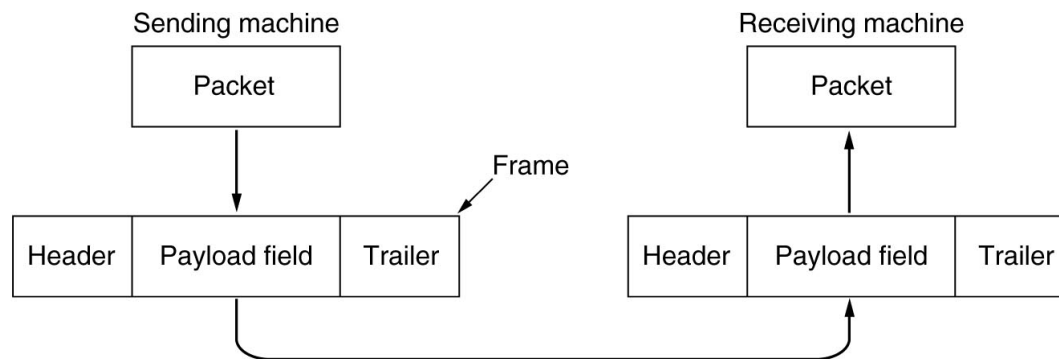 Sending machine
Receiving machine
Packet
Packet
Frame
Header
Payload field
Trailer
Header
Payload field
Trailer